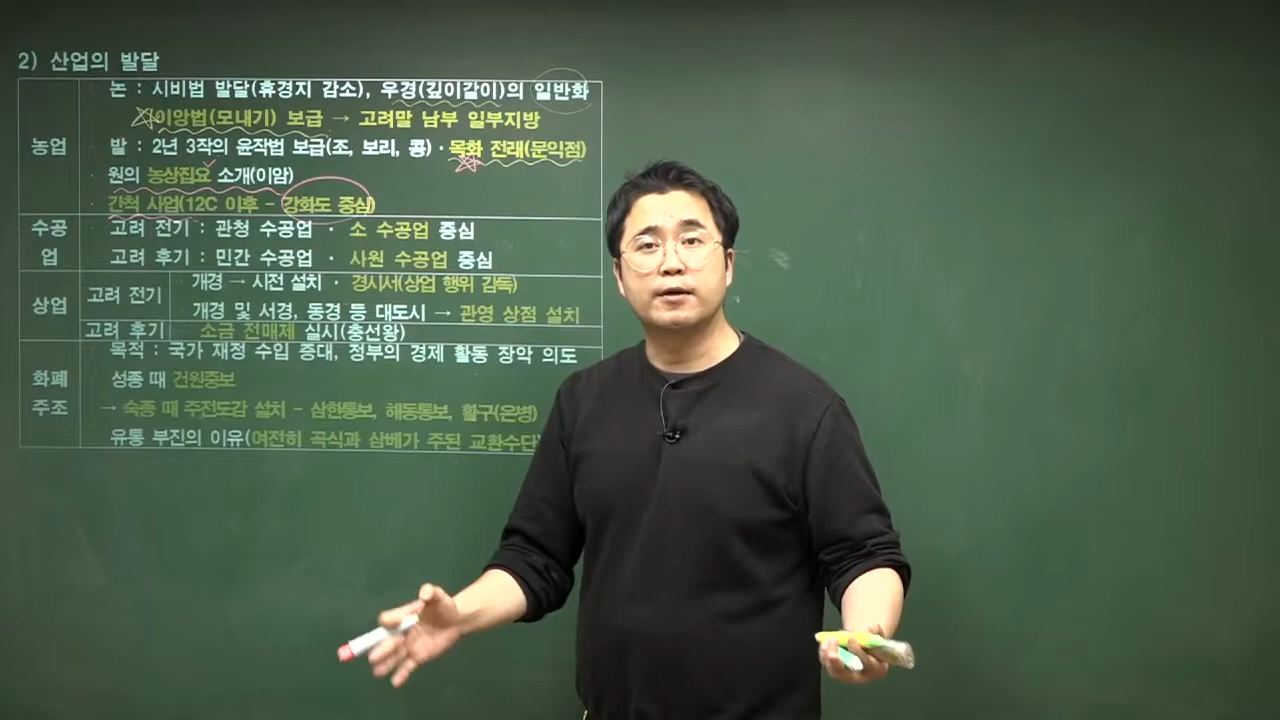 2) 산업의 발달
논 : 시비법 발달(휴경지 감소), 우경(깊이갈이)의 일반화
이앙법(모내기) 보급 → 고려말 남부 일부지방
농업
밭 : 2년 3작의 윤작법 보급(조, 보리, 콩) · 목화 전래(문익점)
원의 농상집요 소개(이암)
간척 사업(12C 이후 - 강화도 중심)
수공업
고려 전기 : 관청 수공업 · 소 수공업 중심
고려 후기 : 민간 수공업 · 사원 수공업 중심
상업
고려 전기
개경 → 시전 설치 · 경시서(상업 행위 감독)
개경 및 서경, 동경 등 대도시 → 관영 상점 설치
고려 후기
소금 전매제 실시(충선왕)
화폐
주조
목적 : 국가 재정 수입 증대, 정부의 경제 활동 장악 의도
성종 때 건원중보
→ 숙종 때 주전도감 설치 - 삼한통보, 해동통보, 활구(은병)
유통 부진의 이유(여전히 곡식과 삼베가 주된 교환수단)